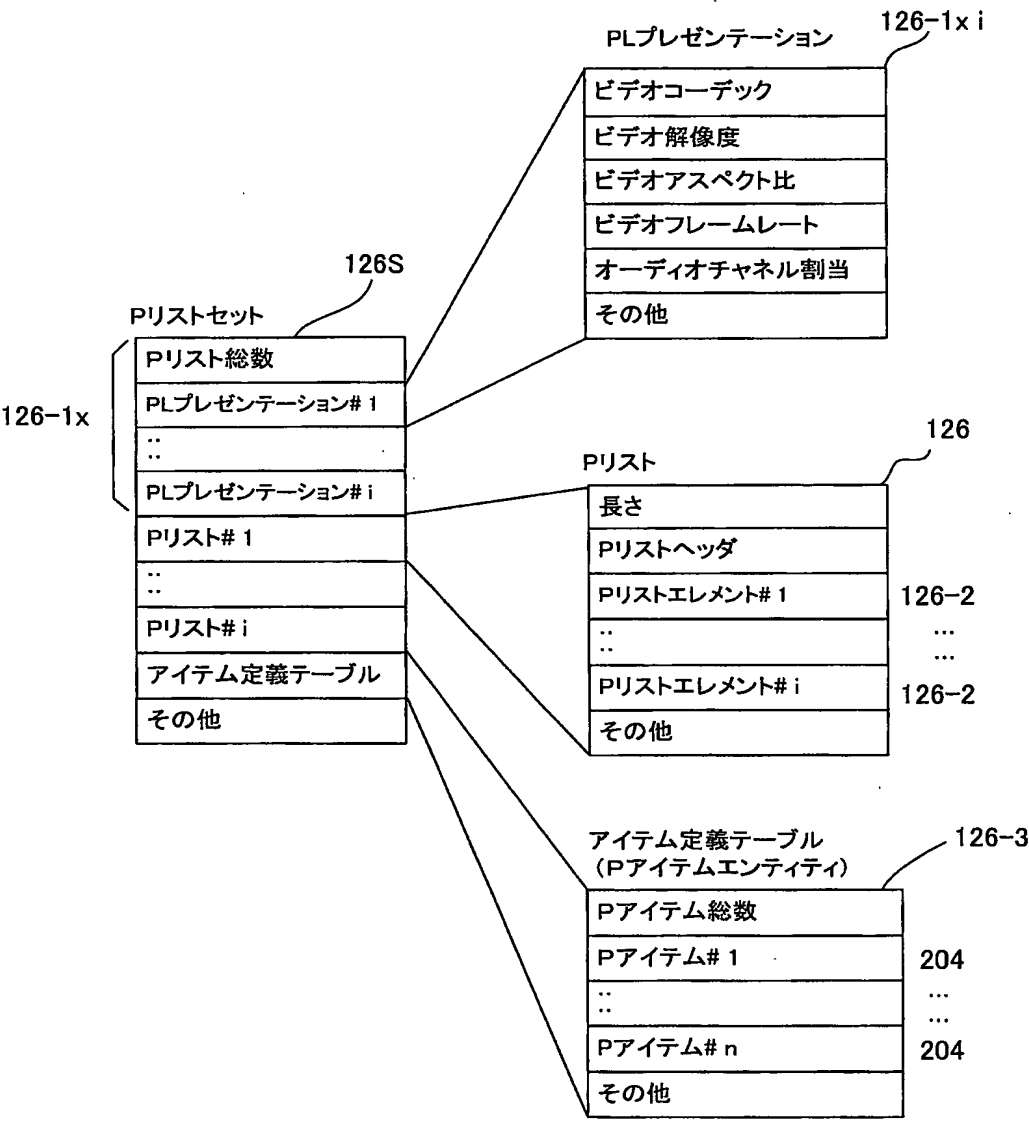 126-1x i
PLプレゼンテーション
ビデオコーデック
ビデオ解像度
ビデオアスペクト比
ビデオフレームレート
オーディオチャネル割当
その他
126S
Pリストセット
Pリスト総数
PLプレゼンテーション#1
::
PLプレゼンテーション#i
Pリスト#1
::
Pリスト#i
アイテム定義テーブル
その他
126-1x
126
Pリスト
長さ
Pリストヘッダ
Pリストエレメント#1 126-2
:: …
…
Pリストエレメント#i 126-2
その他
アイテム定義テーブル
(Pアイテムエンティティ)
126-3
Pアイテム総数
Pアイテム#1 204
:: …
…
Pアイテム#n 204
その他